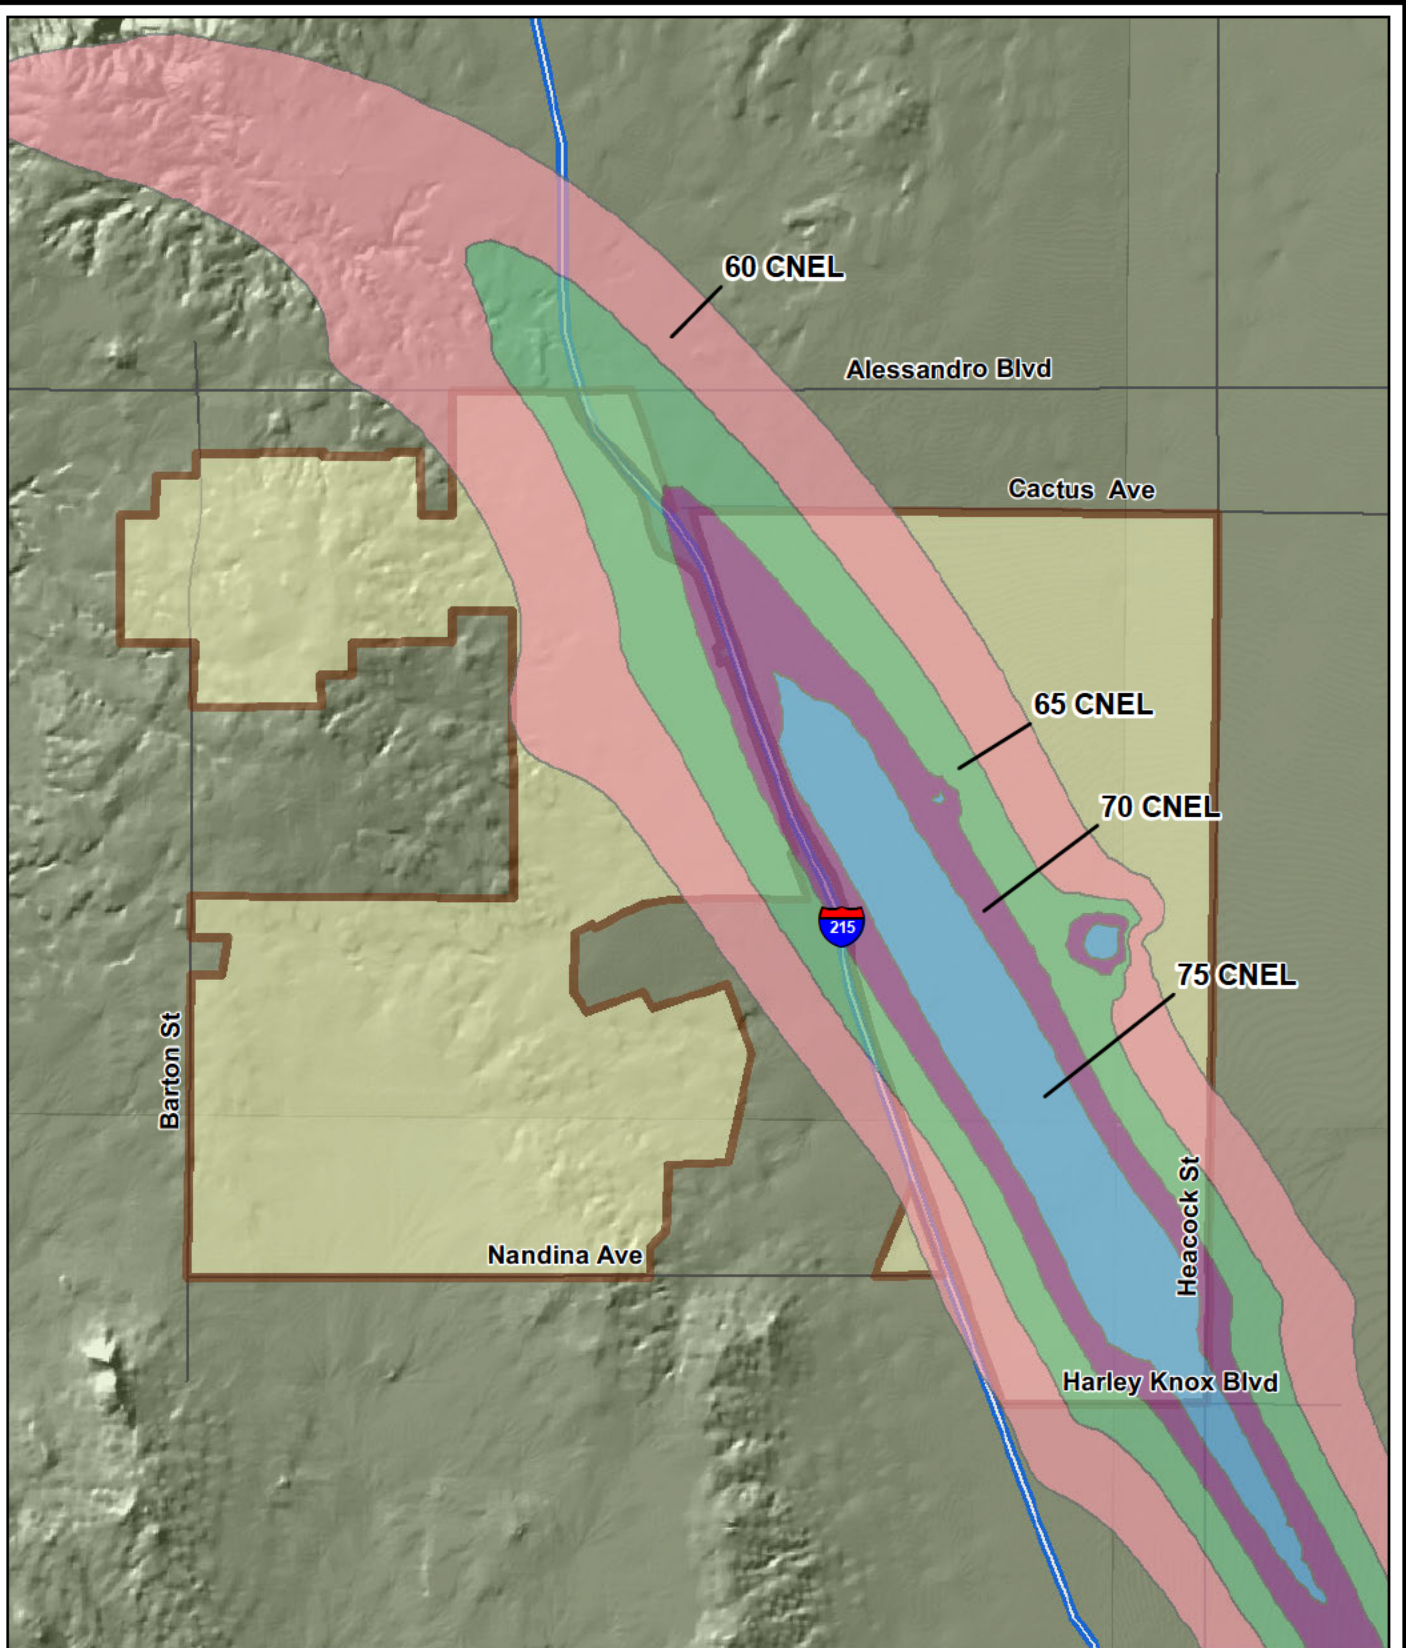 60 CNEL
Alessandro Blvd
Cactus Ave
65 CNEL
70 CNEL
215
75 CNEL
Barton St
Heacock St
Nandina Ave
Harley Knox Blvd